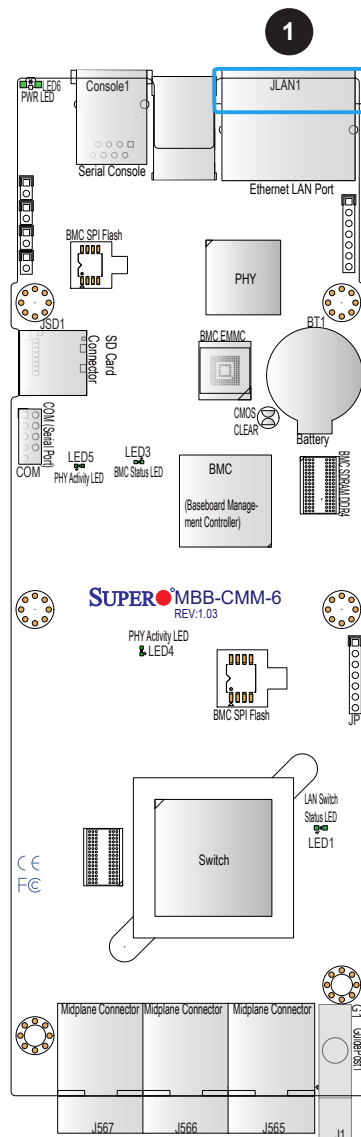 1
LED6
PWR LED
Console1
JLAN1
Serial Console
Ethernet LAN Port
BMC SPI Flash
PHY
JSD1
SD Card
Connector
BMC EMMC
BT1
CMOS
CLEAR
Battery
COM (Serial Port)
COM
LED5
PHY Activity LED
LED3
BMC Status LED
BMC
(Baseboard Manage-
ment Controller)
BMC SDRAM DDR4
SUPER MBB-CMM-6
REV:1.03
PHY Activity LED
LED4
BMC SPI Flash
JP
LAN Switch
Status LED
LED1
Switch
CE
FC
Midplane Connector
Midplane Connector
Midplane Connector
G1
GuidePost1
J567
J566
J565
J1